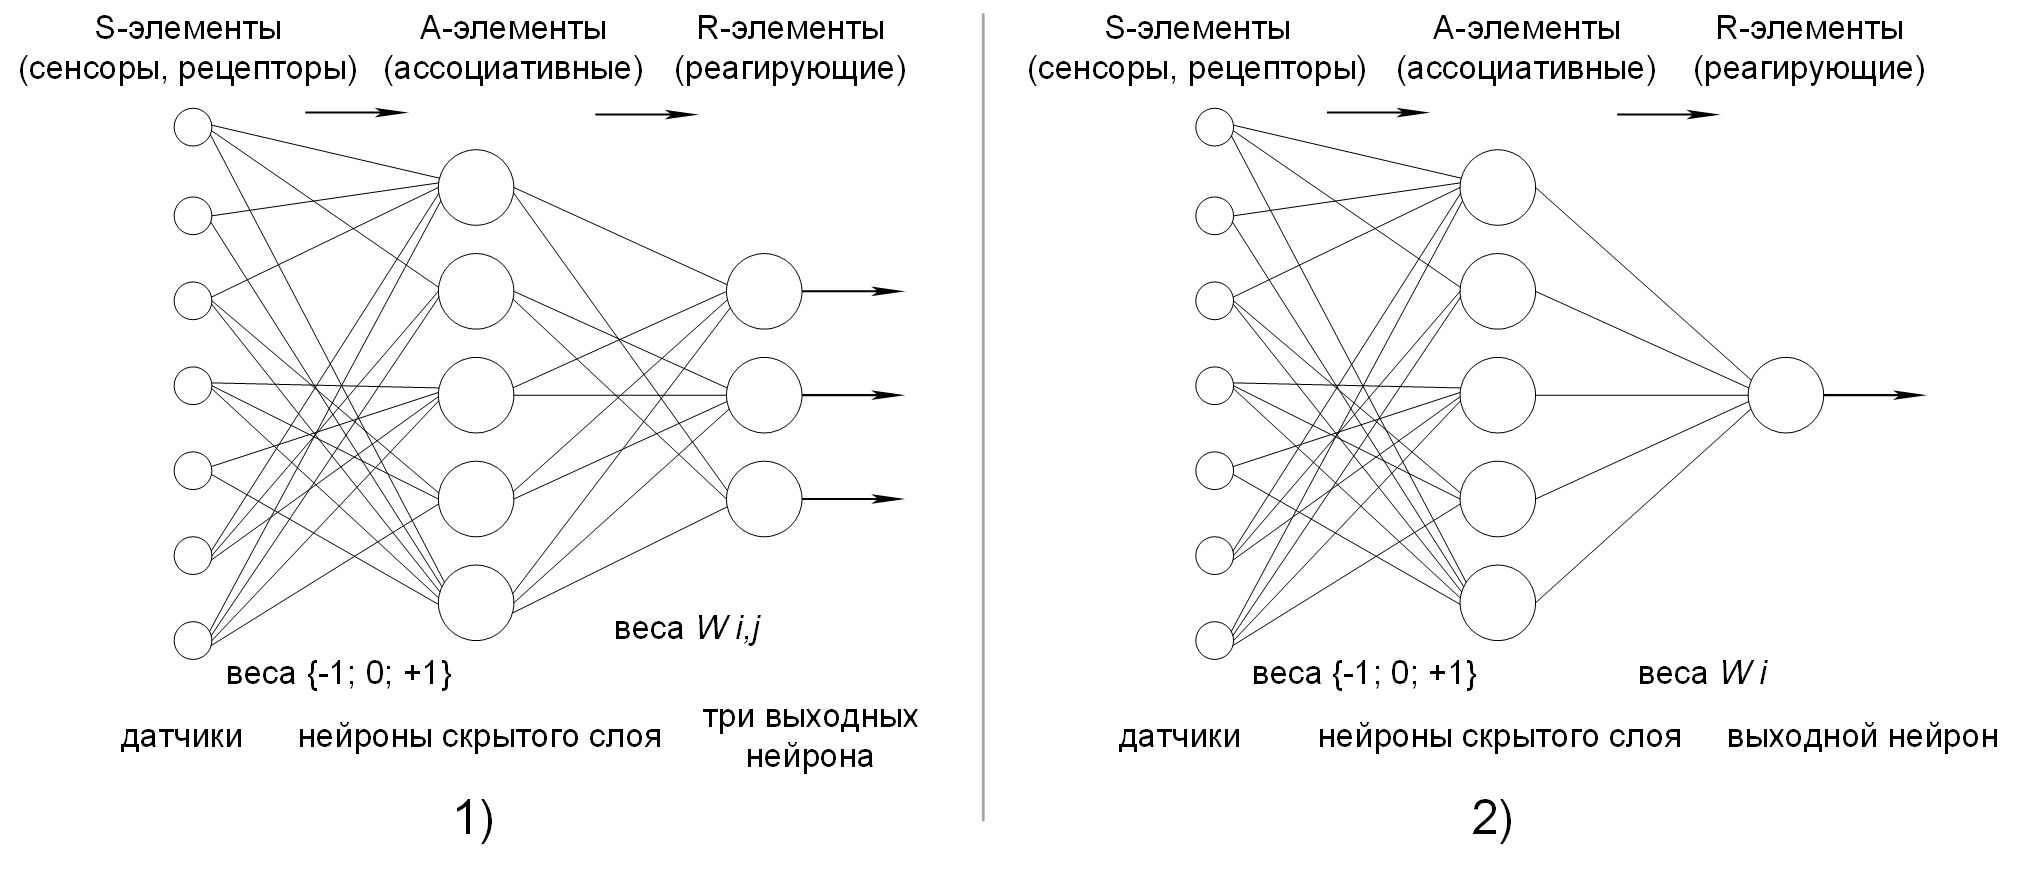 S-элементы
(сенсоры, рецепторы)
A-элементы
(ассоциативные)
R-элементы
(реагирующие)
веса W i,j
веса {-1; 0; +1}
датчики
нейроны скрытого слоя
три выходных
нейрона
1)
S-элементы
(сенсоры, рецепторы)
A-элементы
(ассоциативные)
R-элементы
(реагирующие)
веса {-1; 0; +1}
веса W i
датчики
нейроны скрытого слоя
выходной нейрон
2)